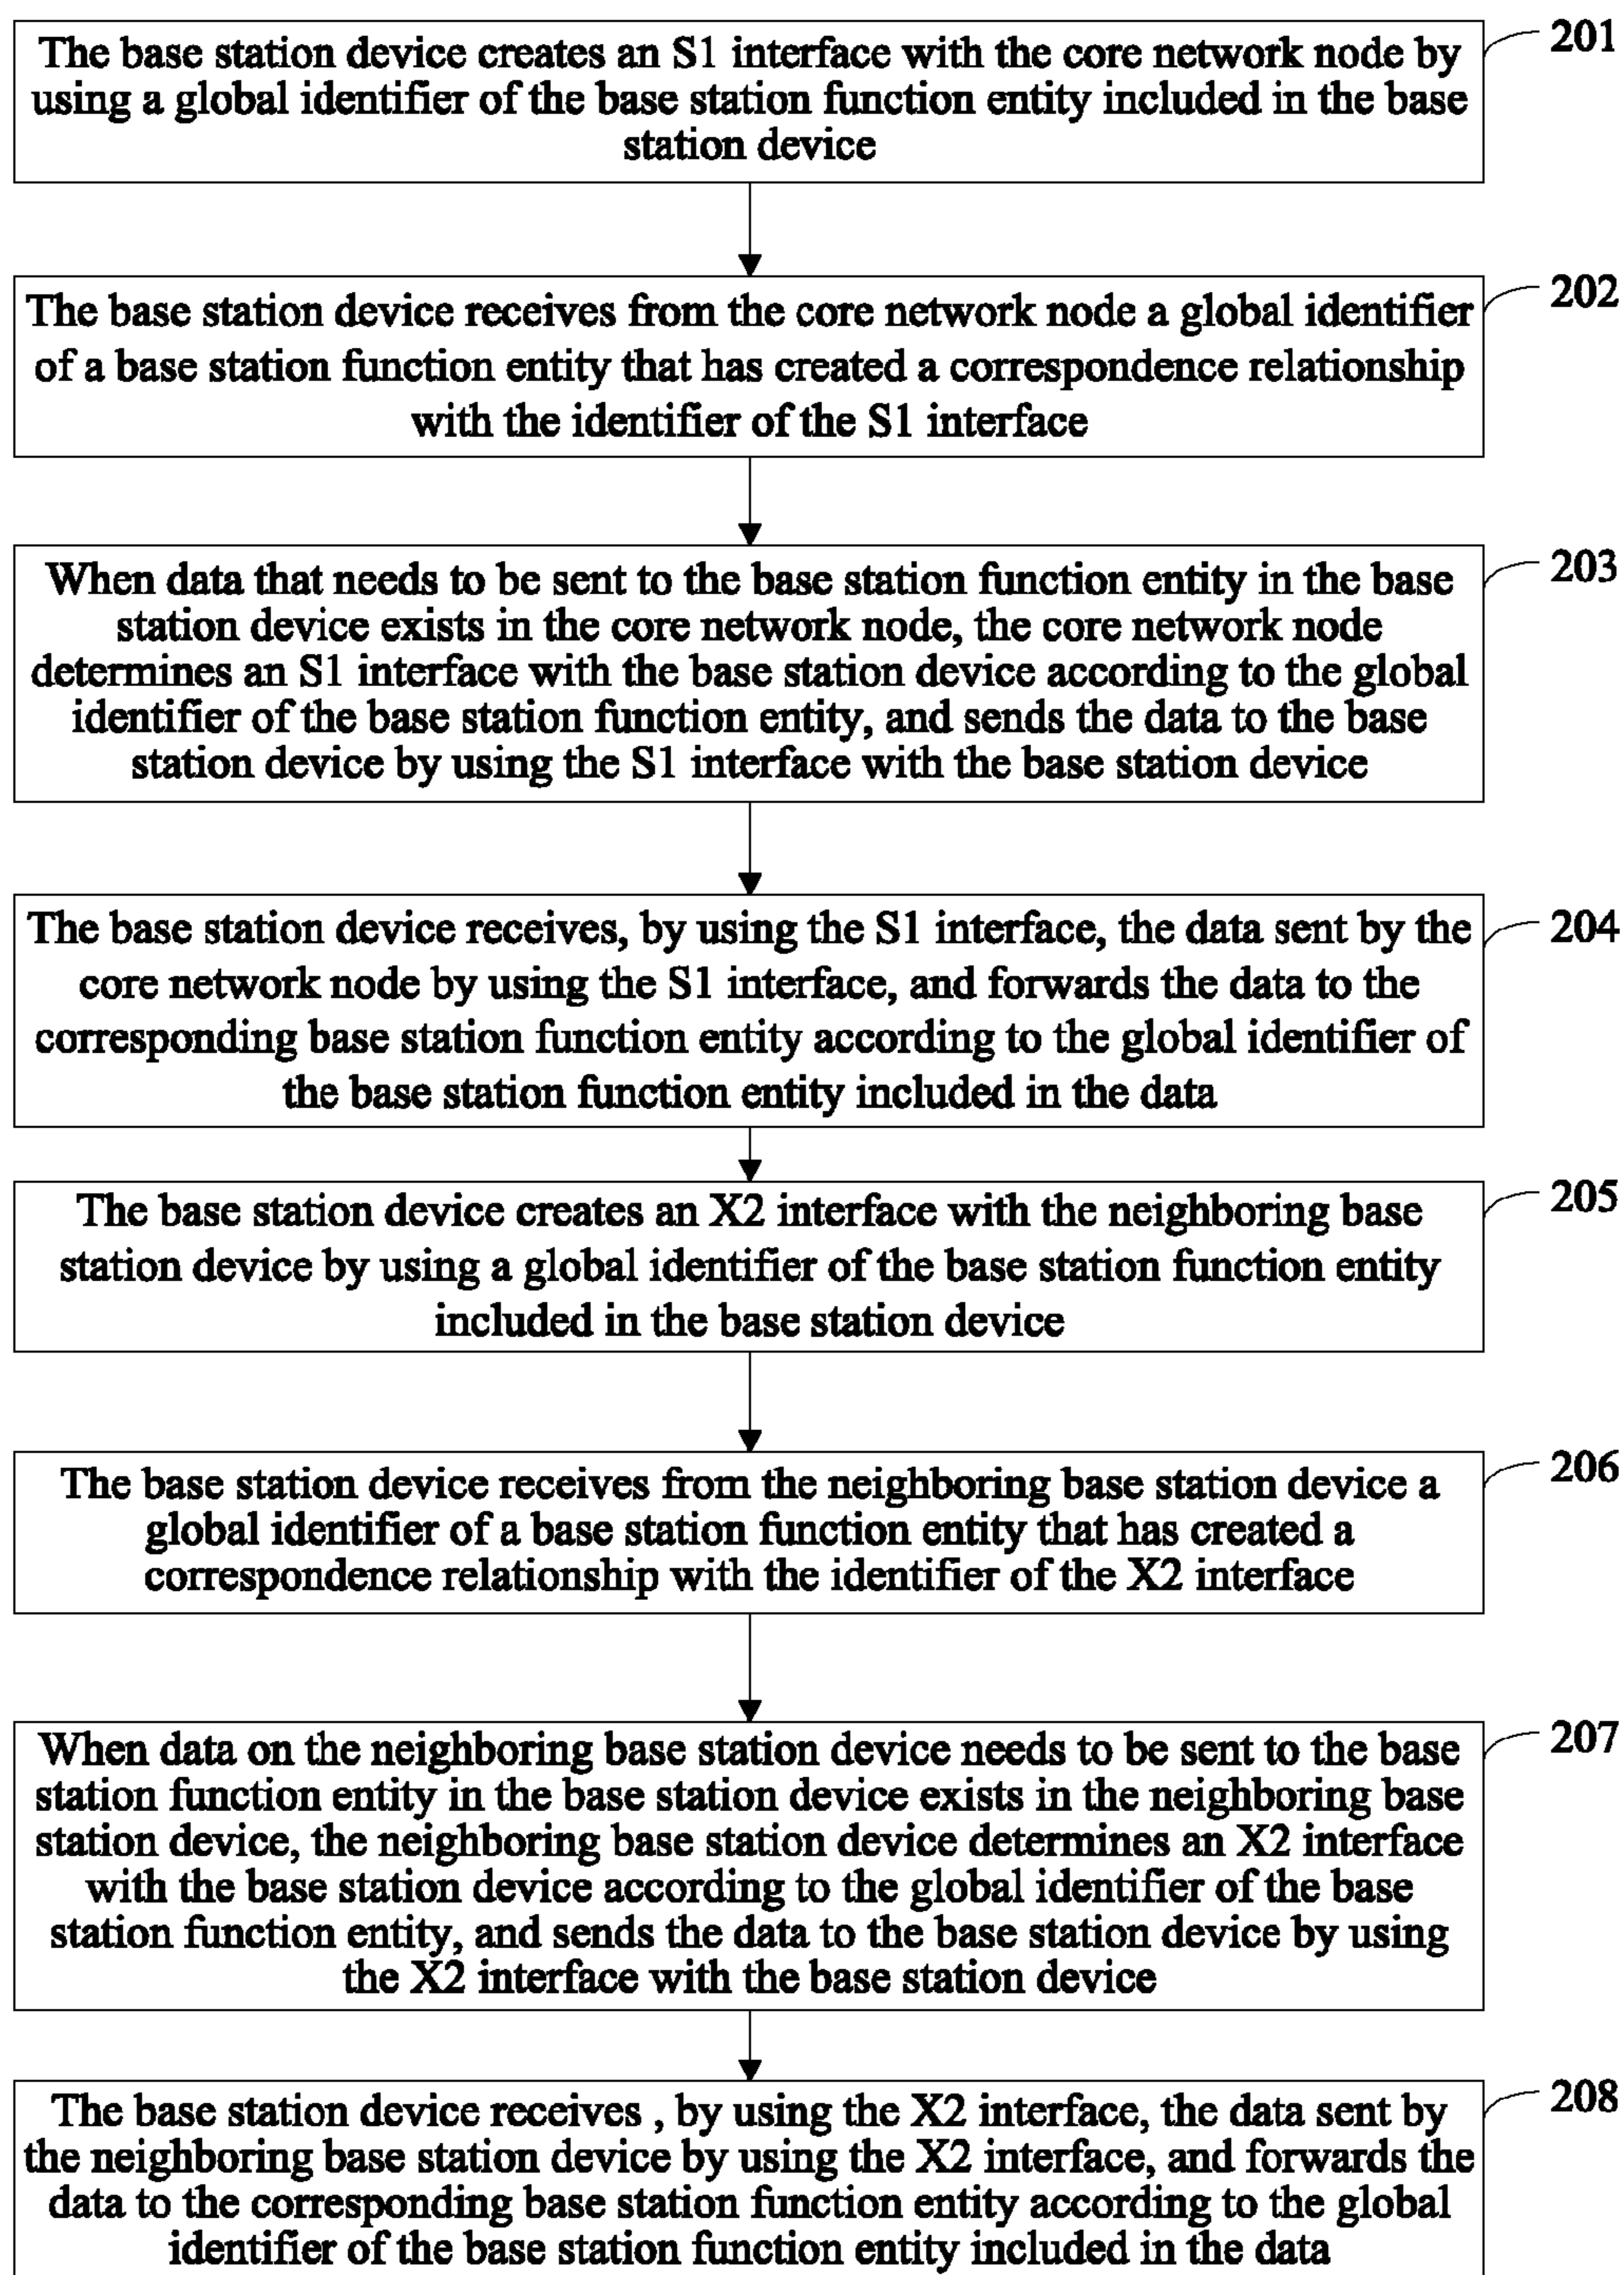 The base station device creates an S1 interface with the core network node by
using a global identifier of the base station function entity included in the base
station device
201
The base station device receives from the core network node a global identifier
of a base station function entity that has created a correspondence relationship
with the identifier of the S1 interface
202
When data that needs to be sent to the base station function entity in the base
station device exists in the core network node, the core network node
determines an S1 interface with the base station device according to the global
identifier of the base station function entity, and sends the data to the base
station device by using the S1 interface with the base station device
203
The base station device receives, by using the S1 interface, the data sent by the
core network node by using the S1 interface, and forwards the data to the
corresponding base station function entity according to the global identifier of
the base station function entity included in the data
204
The base station device creates an X2 interface with the neighboring base
station device by using a global identifier of the base station function entity
included in the base station device
205
The base station device receives from the neighboring base station device a
global identifier of a base station function entity that has created a
correspondence relationship with the identifier of the X2 interface
206
When data on the neighboring base station device needs to be sent to the base
station function entity in the base station device exists in the neighboring base
station device, the neighboring base station device determines an X2 interface
with the base station device according to the global identifier of the base
station function entity, and sends the data to the base station device by using
the X2 interface with the base station device
207
The base station device receives , by using the X2 interface, the data sent by
the neighboring base station device by using the X2 interface, and forwards the
data to the corresponding base station function entity according to the global
identifier of the base station function entity included in the data
208